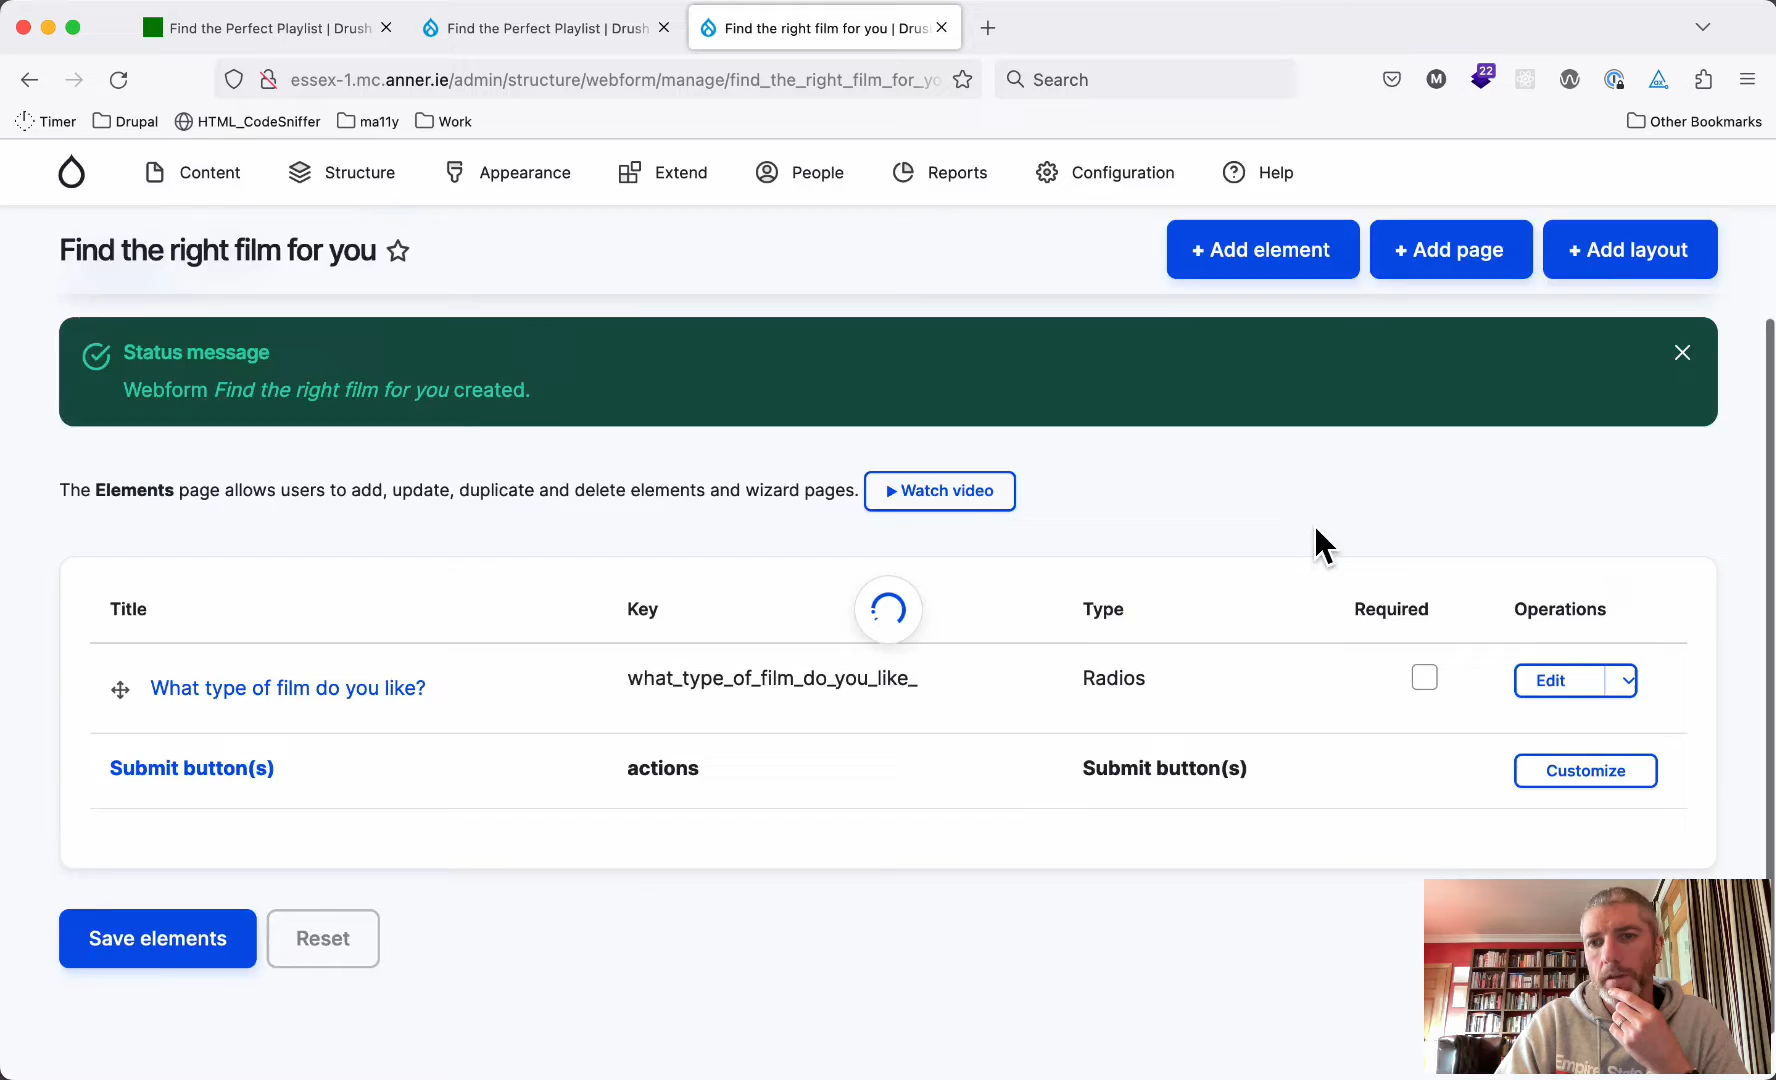 Find the Perfect Playlist | Drush
Find the Perfect Playlist | Drush
Find the right film for you | Drus
essex-1.mc.anner.ie/admin/structure/webform/manage/find_the_right_film_for_yo
Search
M
22
Timer
Drupal
HTML_CodeSniffer
ma11y
Work
Other Bookmarks
Content
Structure
Appearance
Extend
People
Reports
Configuration
Help
Find the right film for you
+ Add element
+ Add page
+ Add layout
Status message
Webform Find the right film for you created.
The Elements page allows users to add, update, duplicate and delete elements and wizard pages.
Watch video
Title Key Type Required Operations
What type of film do you like? what_type_of_film_do_you_like_ Radios Edit
Submit button(s) actions Submit button(s) Customize
Save elements
Reset
Empire State